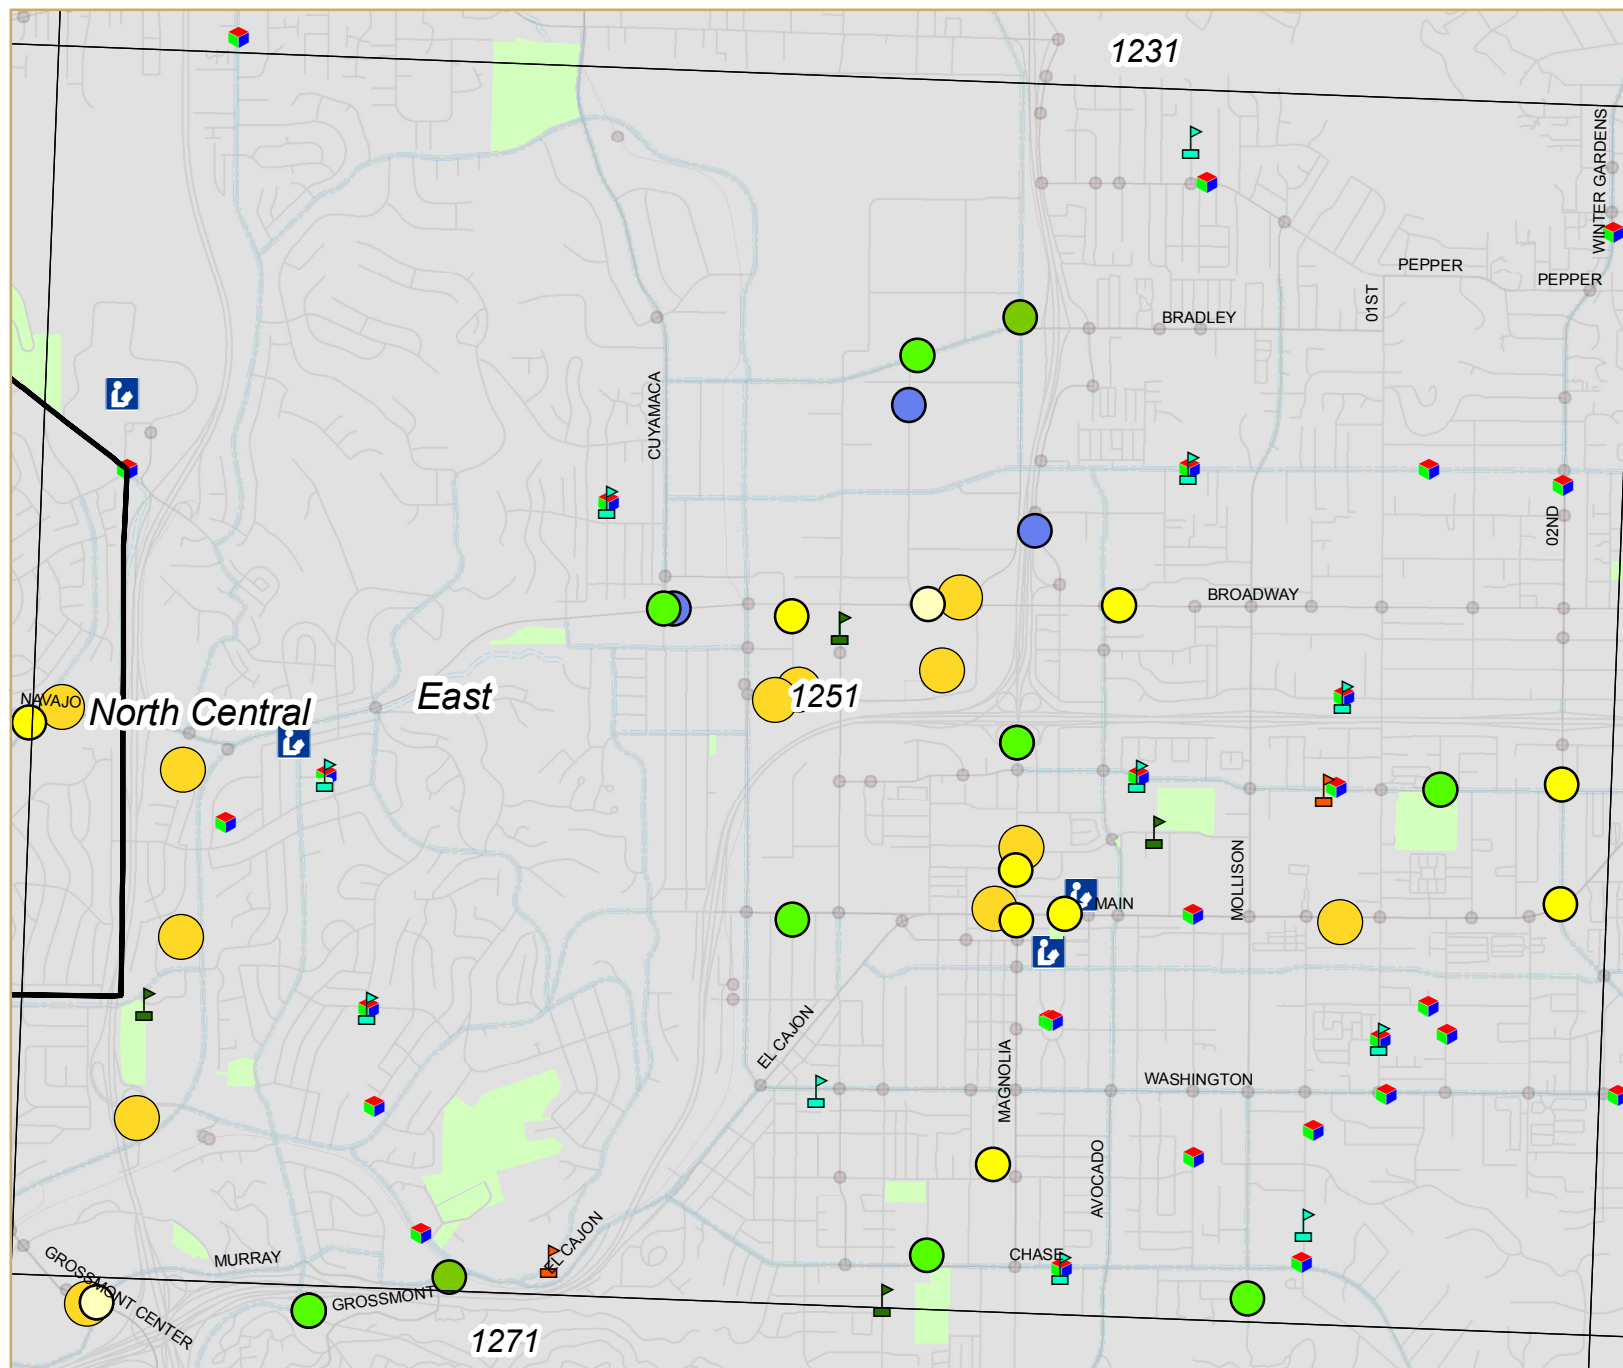 1231
WINTER GARDENS
PEPPER
PEPPER
01ST
BRADLEY
CUYAMACA
02ND
BROADWAY
NAVAJO
North Central
East
1251
MOLLISON
MAIN
EL CAJON
MAGNOLIA
WASHINGTON
AVOCADO
EL CAJON
CHASE
MURRAY
GROSSMONT CENTER
GROSSMONT
1271